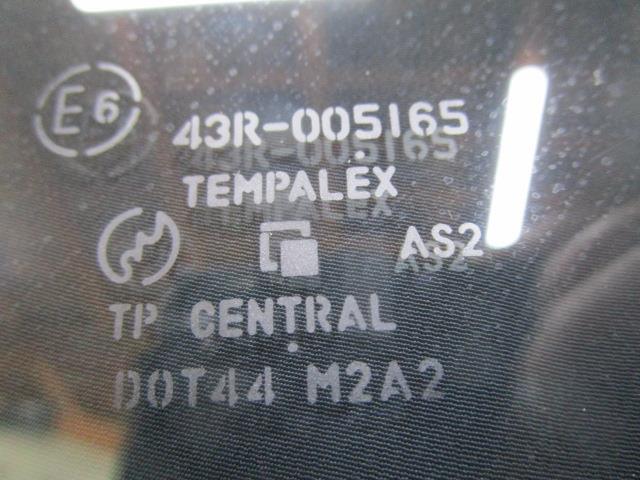 E6
43R-005165
TEMPALEX
AS2
TP CENTRAL
DOT44 M2A2